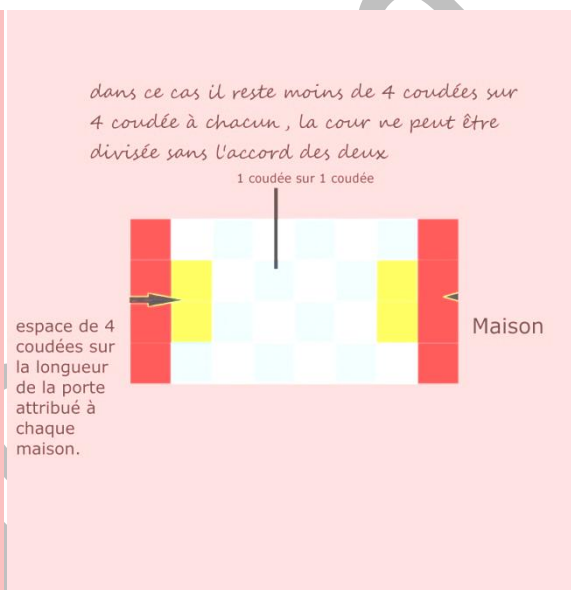 dans ce cas il reste moins de 4 coudées sur
4 coudée à chacun , la cour ne peut être
divisée sans l'accord des deux
1 coudée sur 1 coudée
espace de 4
coudées sur
la longueur
de la porte
attribué à
chaque
maison.
Maison